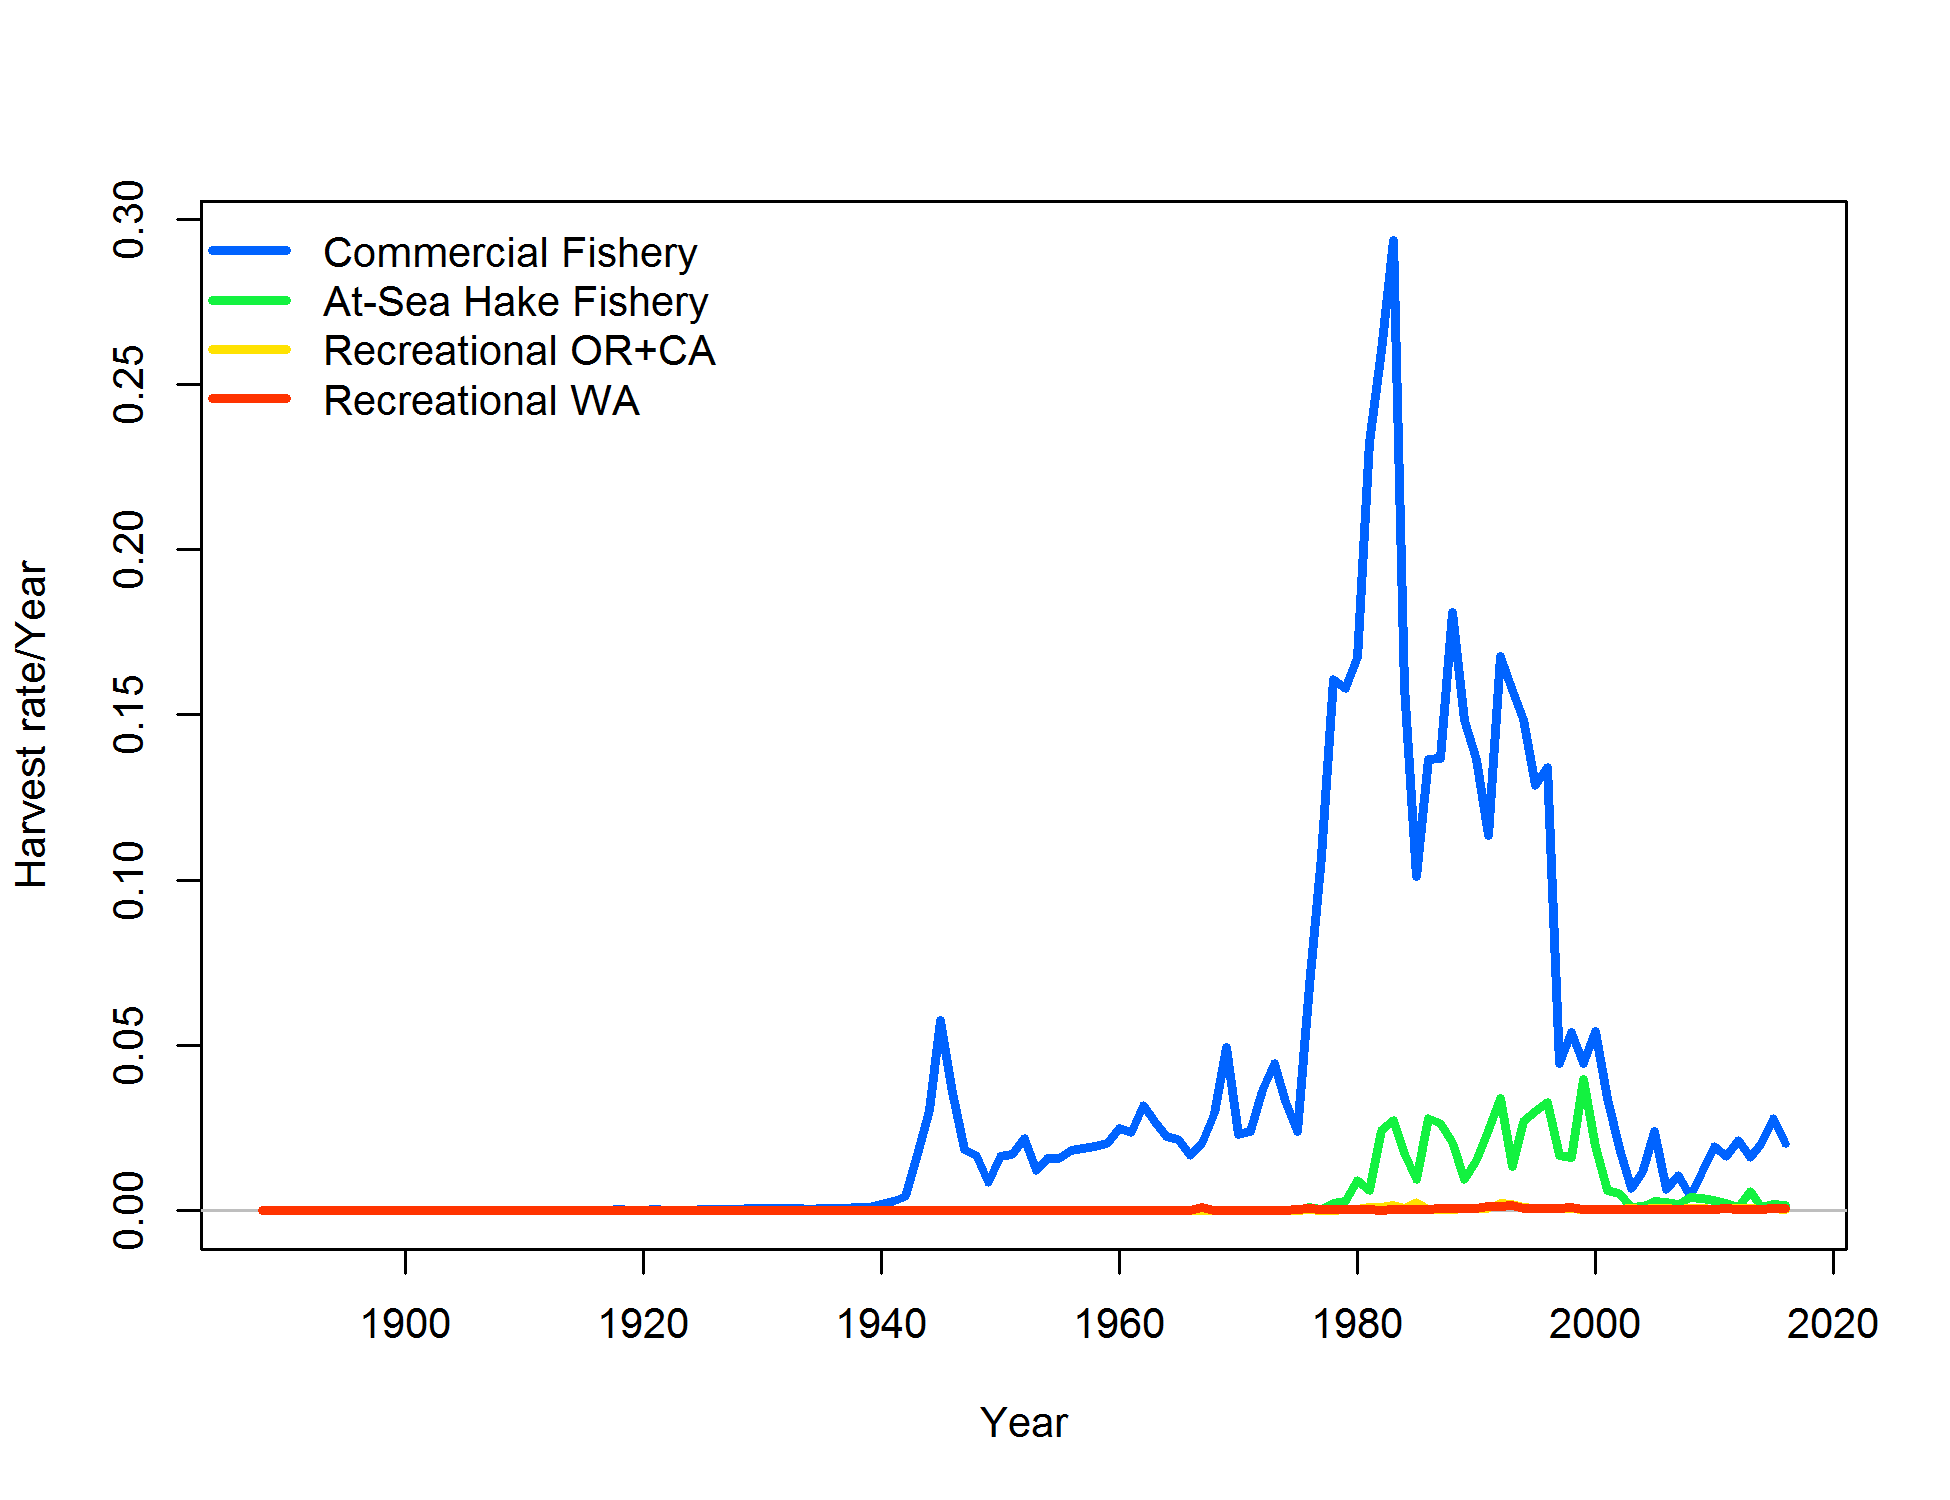 Commercial Fishery
At-Sea Hake Fishery
Recreational OR+CA
Recreational WA
0.30
0.25
0.20
0.15
0.10
0.05
0.00
Harvest rate/Year
1900 1920 1940 1960 1980 2000 2020
Year